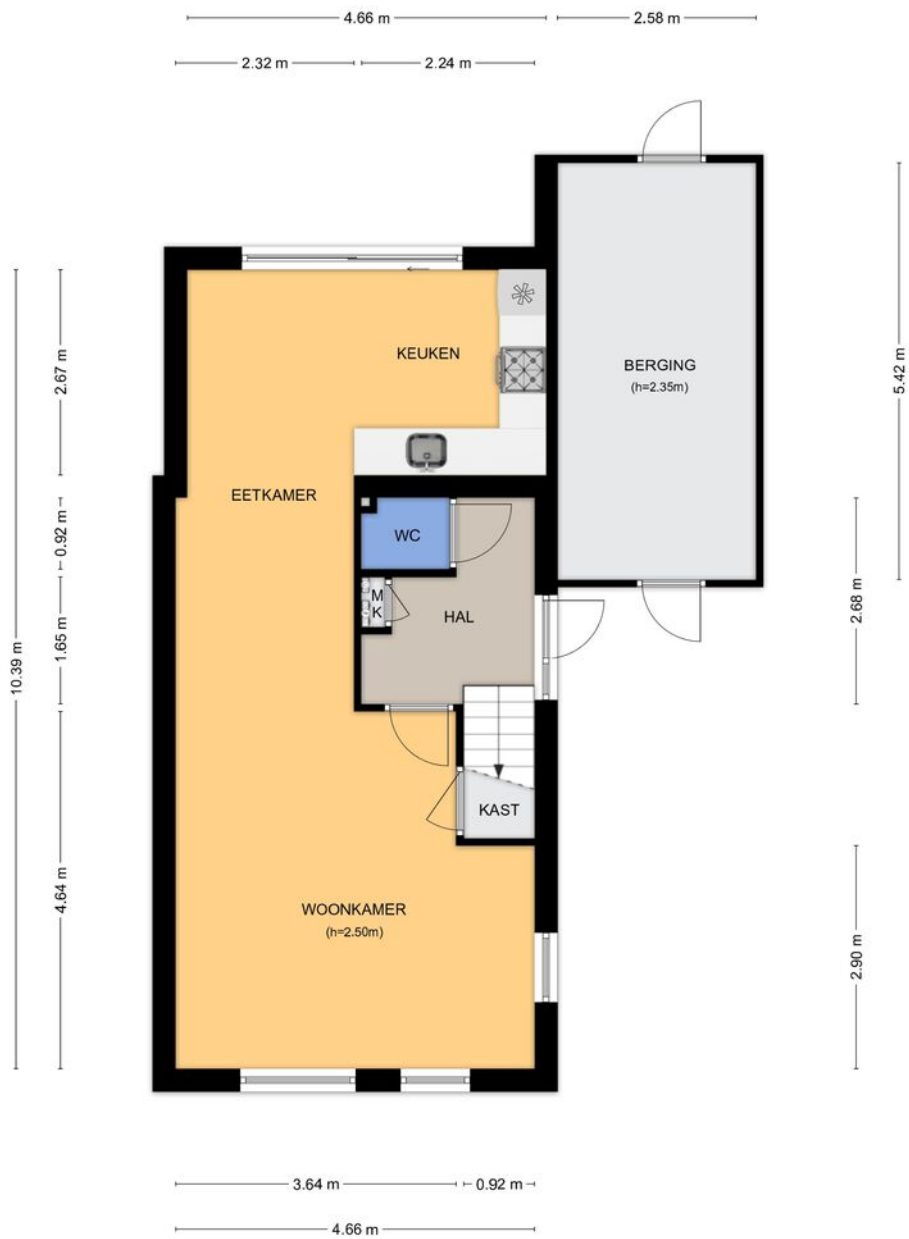 4.66 m
2.58 m
2.32 m
2.24 m
2.67 m
0.92 m
1.65 m
4.64 m
10.39 m
KEUKEN
EETKAMER
WC
M
K
HAL
KAST
WOONKAMER
(h=2.50m)
BERGING
(h=2.35m)
5.42 m
2.68 m
2.90 m
3.64 m
0.92 m
4.66 m